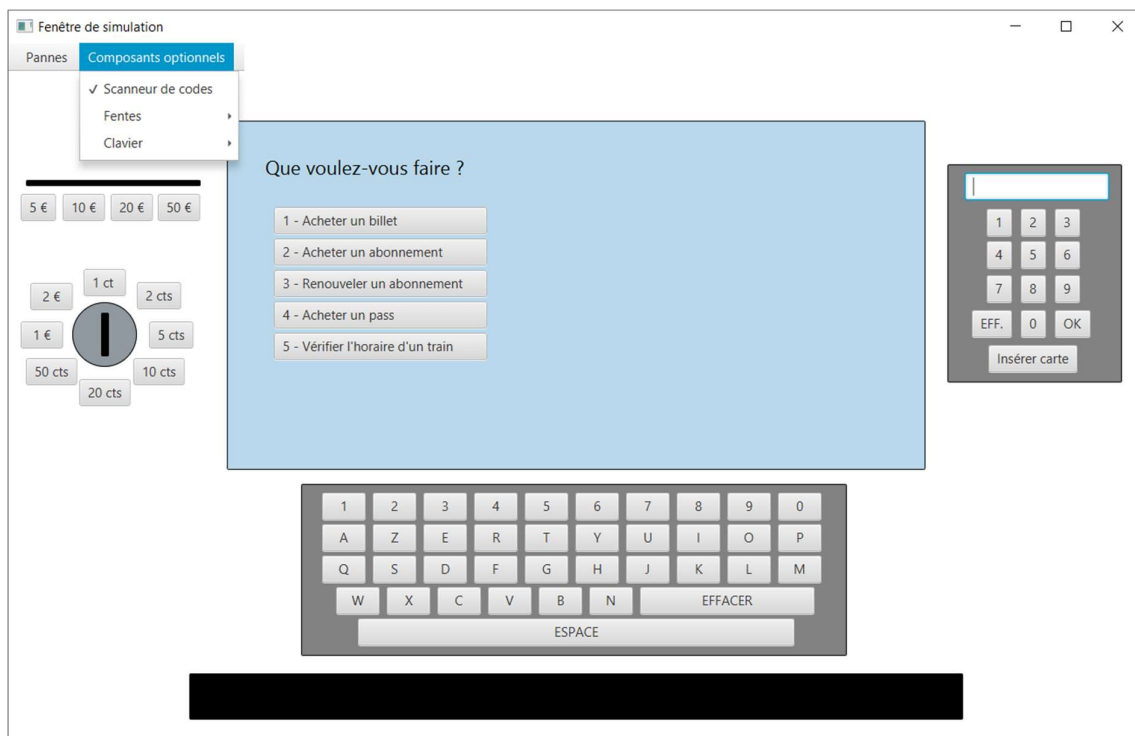 Fenêtre de simulation
Pannes Composants optionnels
✓ Scanneur de codes
Fentes
Clavier
Que voulez-vous faire ?
1 - Acheter un billet
2 - Acheter un abonnement
3 - Renouveler un abonnement
4 - Acheter un pass
5 - Vérifier l'horaire d'un train
5 € 10 € 20 € 50 €
1 ct
2 € 2 cts
1 € 5 cts
50 cts 10 cts
20 cts
1 2 3
4 5 6
7 8 9
EFF. 0 OK
Insérer carte
1 2 3 4 5 6 7 8 9 0
A Z E R T Y U I O P
Q S D F G H J K L M
W X C V B N EFFACER
ESPACE